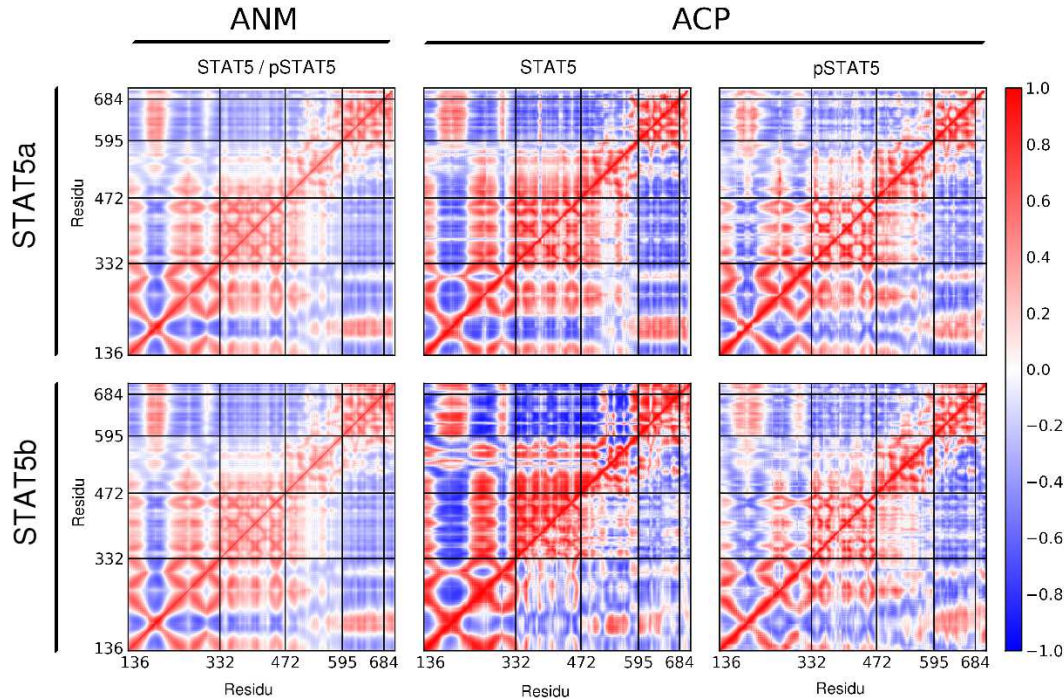 ANM ACP
STAT5 / pSTAT5 STAT5 pSTAT5
STAT5a
Residu
684
595
472
332
136
STAT5b
Residu
684
595
472
332
136
136 332 472 595 684 136 332 472 595 684 136 332 472 595 684
Residu Residu Residu
1.0
0.8
0.6
0.4
0.2
0.0
−0.2
−0.4
−0.6
−0.8
−1.0